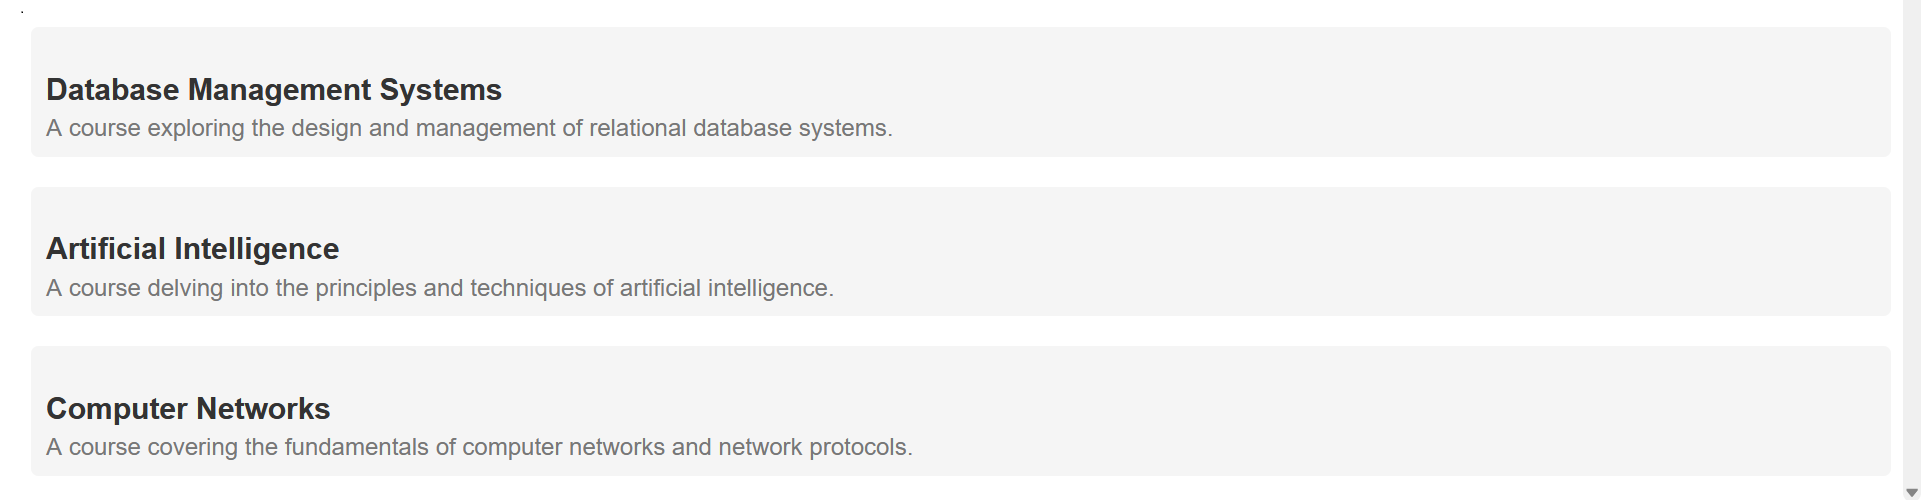 .
Database Management Systems
A course exploring the design and management of relational database systems.
Artificial Intelligence
A course delving into the principles and techniques of artificial intelligence.
Computer Networks
A course covering the fundamentals of computer networks and network protocols.